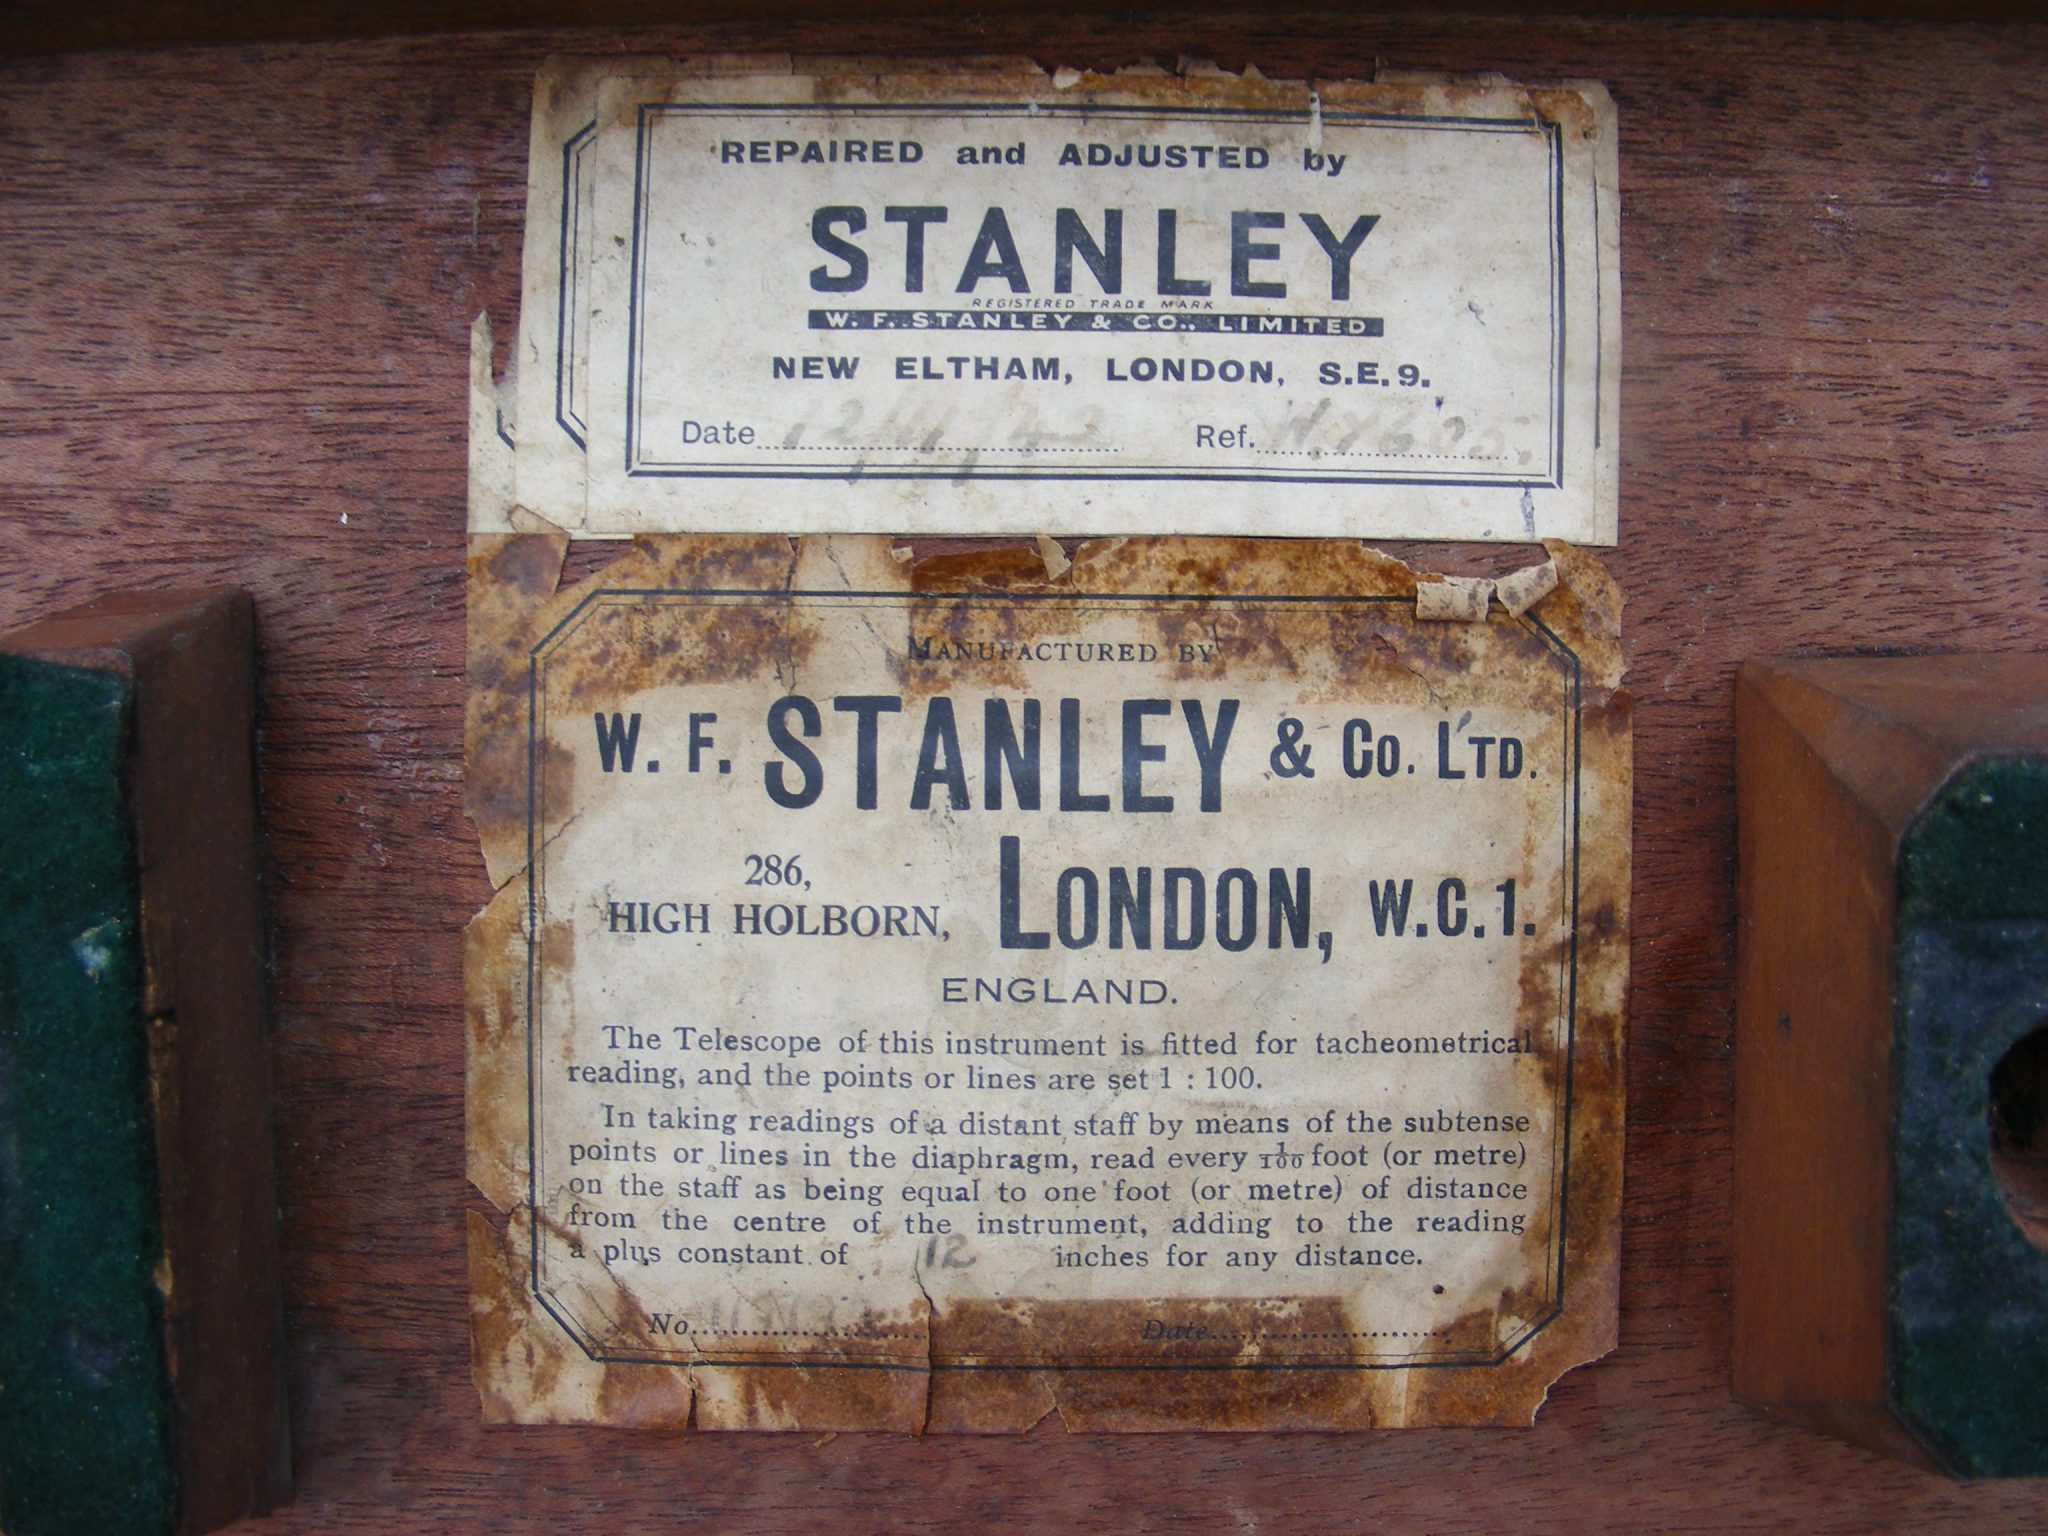 REPAIRED and ADJUSTED by
STANLEY
REGISTERED TRADE MARK
W. F. STANLEY & CO., LIMITED
NEW ELTHAM, LONDON, S.E.9.
Date
Ref.
MANUFACTURED BY
W. F. STANLEY & Co. LTD.
286,
HIGH HOLBORN, LONDON, W.C.1.
ENGLAND.
The Telescope of this instrument is fitted for tacheometrical
reading, and the points or lines are set 1 : 100.
In taking readings of a distant staff by means of the subtense
points or lines in the diaphragm, read every 1/100 foot (or metre)
on the staff as being equal to one foot (or metre) of distance
from the centre of the instrument, adding to the reading
a plus constant of 12 inches for any distance.
No.
Date